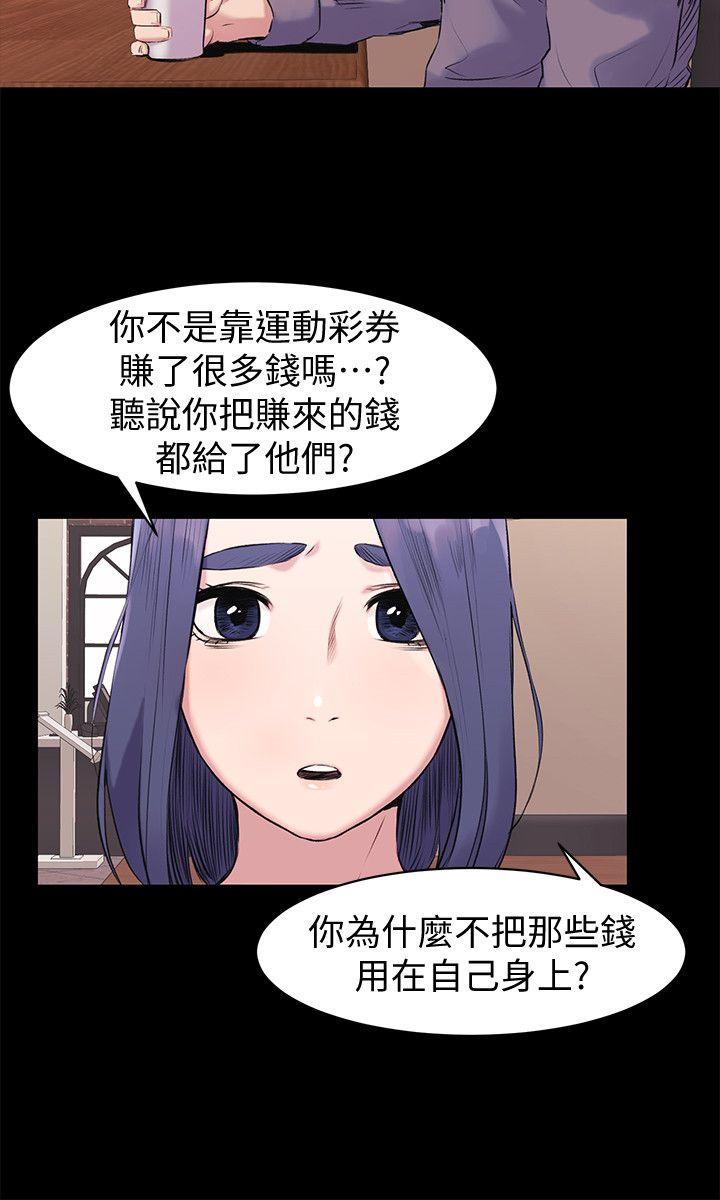 你不是靠運動彩券
賺了很多錢嗎⋯?
聽說你把賺來的錢
都給了他們?
你為什麼不把那些錢
用在自己身上?